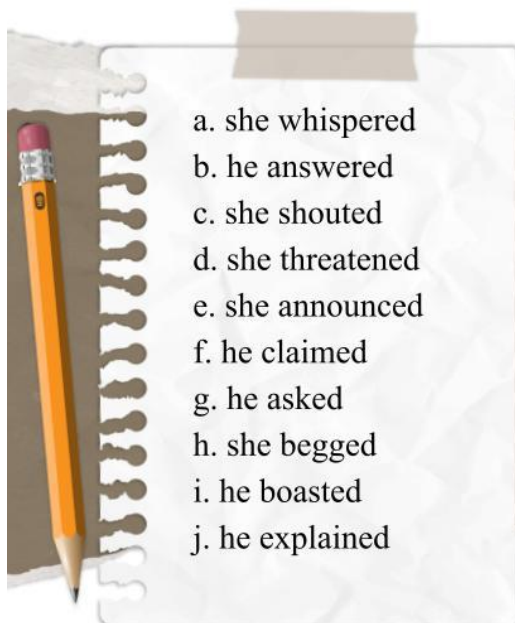 a. she whispered
b. he answered
c. she shouted
d. she threatened
e. she announced
f. he claimed
g. he asked
h. she begged
i. he boasted
j. he explained